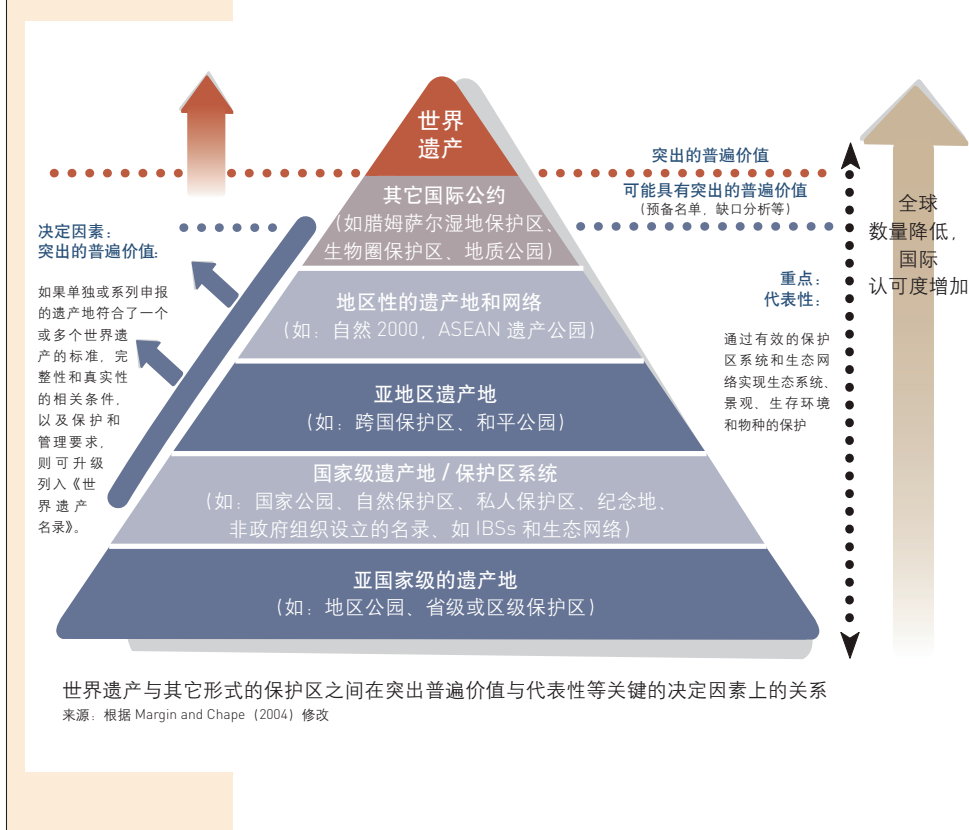 世界
遗产
突出的普遍价值
其它国际公约
(如腊姆萨尔湿地保护区、
生物圈保护区、地质公园)
可能具有突出的普遍价值
(预备名单,缺口分析等)
全球
数量降低,
国际
认可度增加
决定因素:
突出的普遍价值:
如果单独或系列申报
的遗产地符合了一个
或多个世界遗
产的标准,完
整性和真实性
的相关条件,
以及保护和
管理要求,
则可升级
列入《世
界遗产
名录》。
地区性的遗产地和网络
(如:自然 2000,ASEAN 遗产公园)
重点:
代表性:
通过有效的保护
区系统和生态网
络实现生态系统、
景观、生存环境
和物种的保护
亚地区遗产地
(如:跨国保护区、和平公园)
国家级遗产地 / 保护区系统
(如:国家公园、自然保护区、私人保护区、纪念地、
非政府组织设立的名录、如 IBSs 和生态网络)
亚国家级的遗产地
(如:地区公园、省级或区级保护区)
世界遗产与其它形式的保护区之间在突出普遍价值与代表性等关键的决定因素上的关系
来源:根据 Margin and Chape (2004) 修改